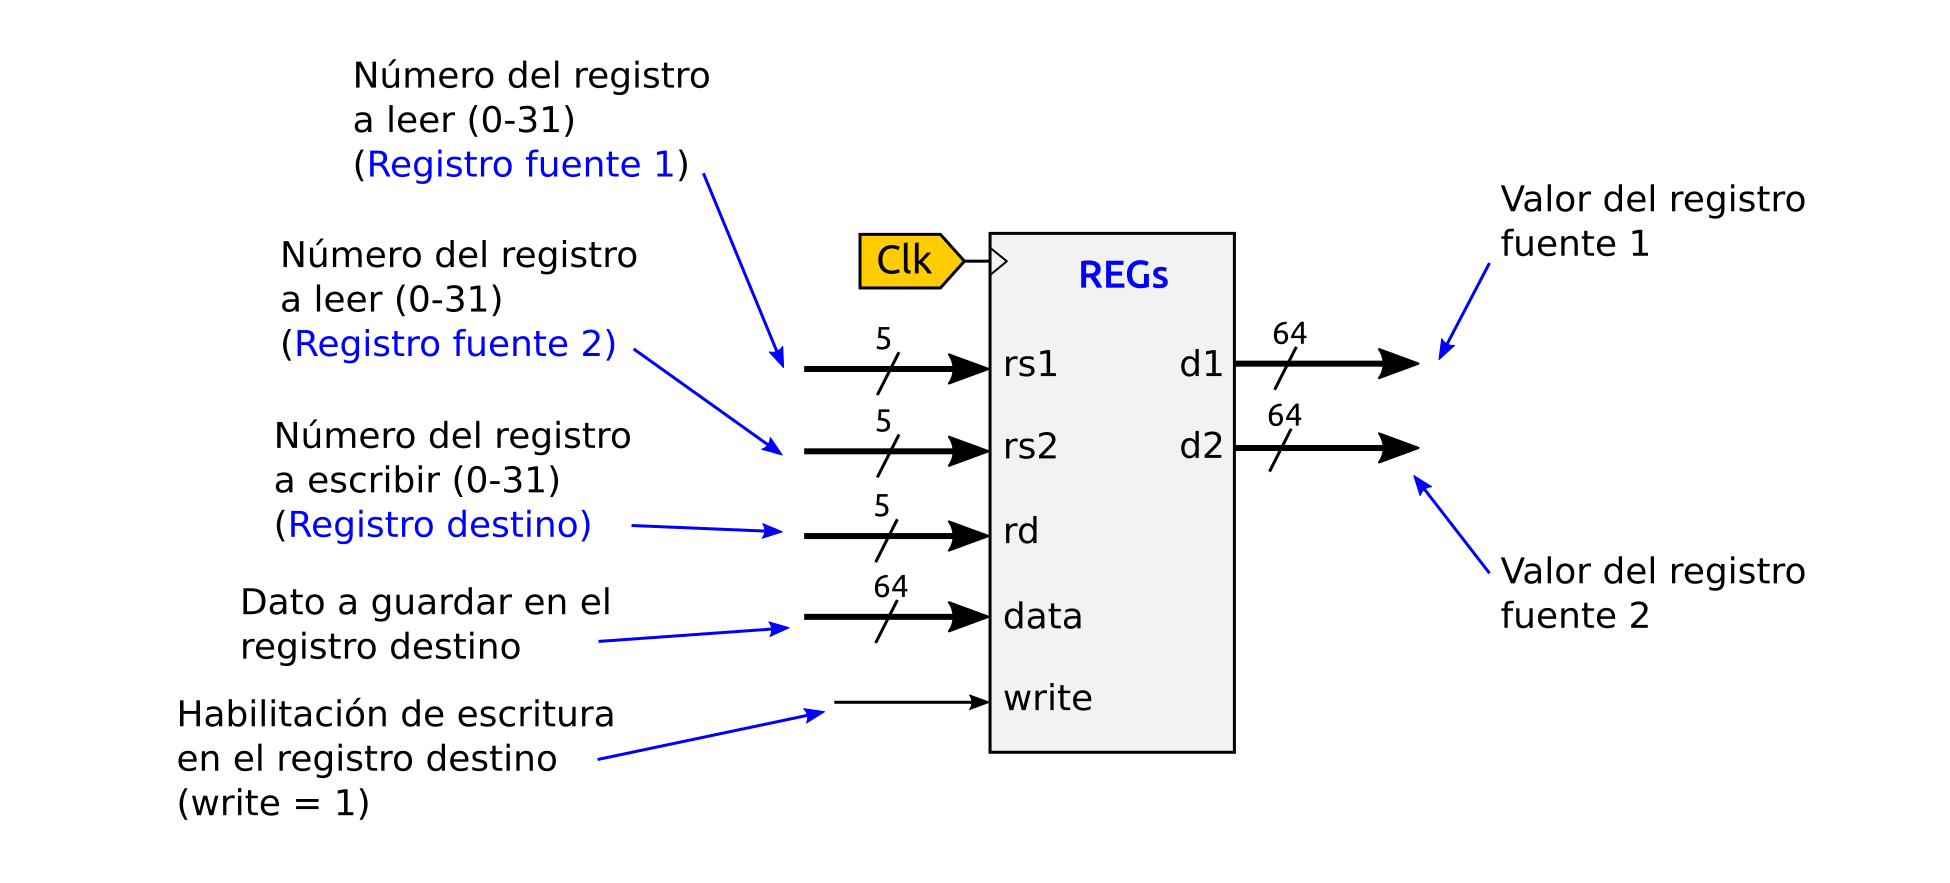 Número del registro
a leer (0-31)
(Registro fuente 1)
Número del registro
a leer (0-31)
(Registro fuente 2)
Número del registro
a escribir (0-31)
(Registro destino)
Dato a guardar en el
registro destino
Habilitación de escritura
en el registro destino
(write = 1)
Clk
REGs
5
rs1
5
rs2
5
rd
64
data
write
d1
64
d2
64
Valor del registro
fuente 1
Valor del registro
fuente 2